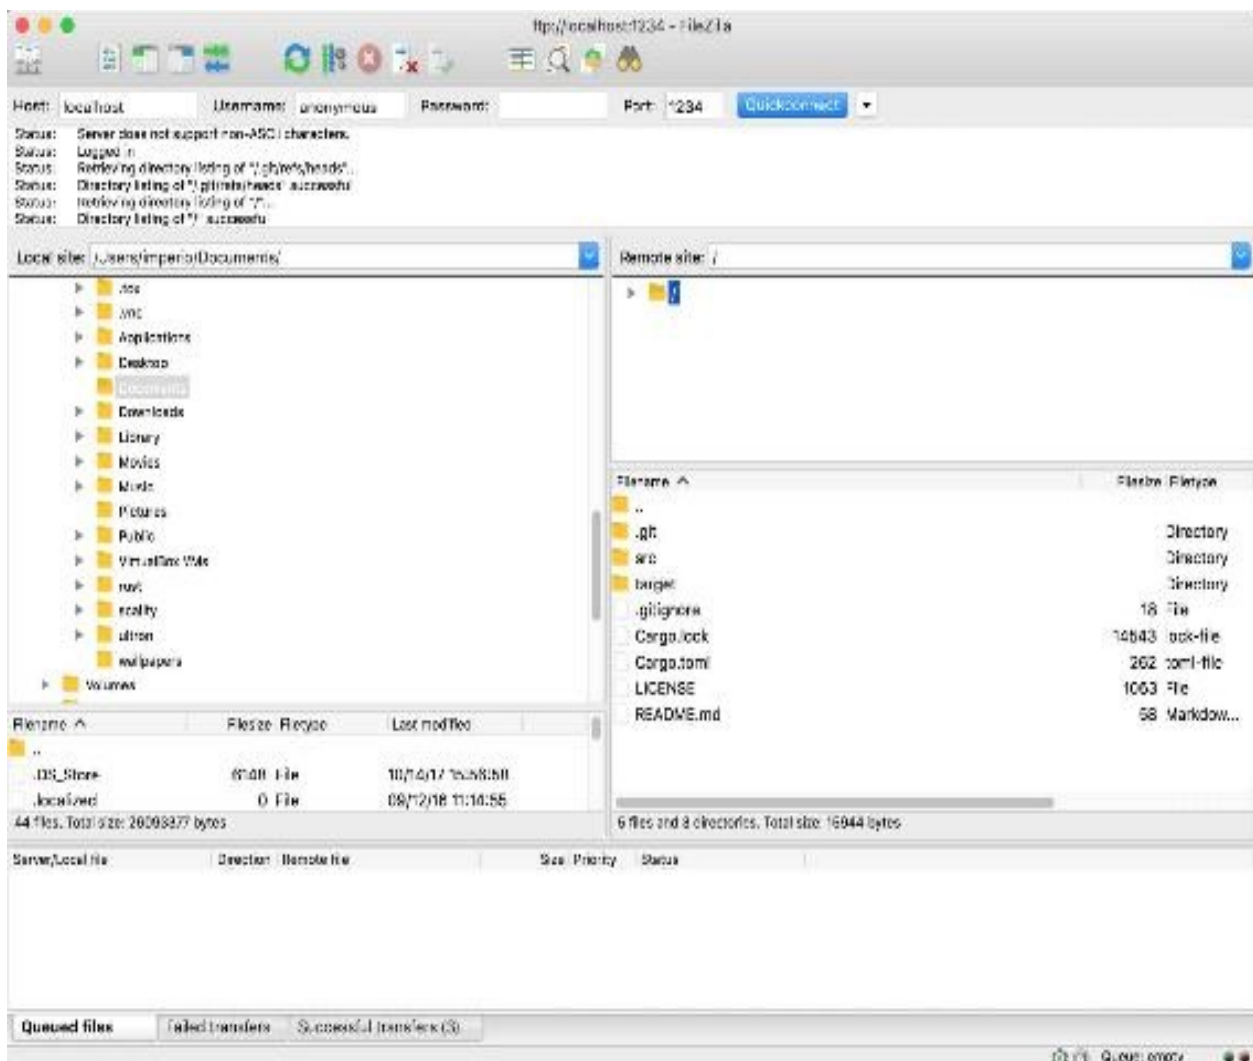 ftp://localhost:1234 - FileZilla
Host: localhost Username: anonymous Password: Port: 1234 Quickconnect
Status: Server does not support non-ASCII characters.
Status: Logged in
Status: Retrieving directory listing of "/.git/refs/heads"...
Status: Directory listing of "/.git/refs/heads" successful
Status: Retrieving directory listing of "/"...
Status: Directory listing of "/" successful
Local site: /Users/imperio/Documents/
.vnc
Applications
Desktop
Documents
Downloads
Library
Movies
Music
Pictures
Public
VirtualBox VMs
rust
scality
ultron
wallpapers
Volumes
Filename Filesize Filetype Last modified
..
.DS_Store 6148 File 10/14/17
.localized 0 File 09/12/16 11:14:55
44 files. Total size: bytes
Remote site: /
/
Filename Filesize Filetype
..
.git Directory
src Directory
target Directory
.gitignore 18 File
Cargo.lock 14543 lock-file
Cargo.toml 262 toml-file
LICENSE 1063 File
README.md 58 Markdow...
6 files and 3 directories. Total size: 15944 bytes
Server/Local file Direction Remote file Size Priority Status
Queued files Failed transfers Successful transfers (3)
Queue: empty